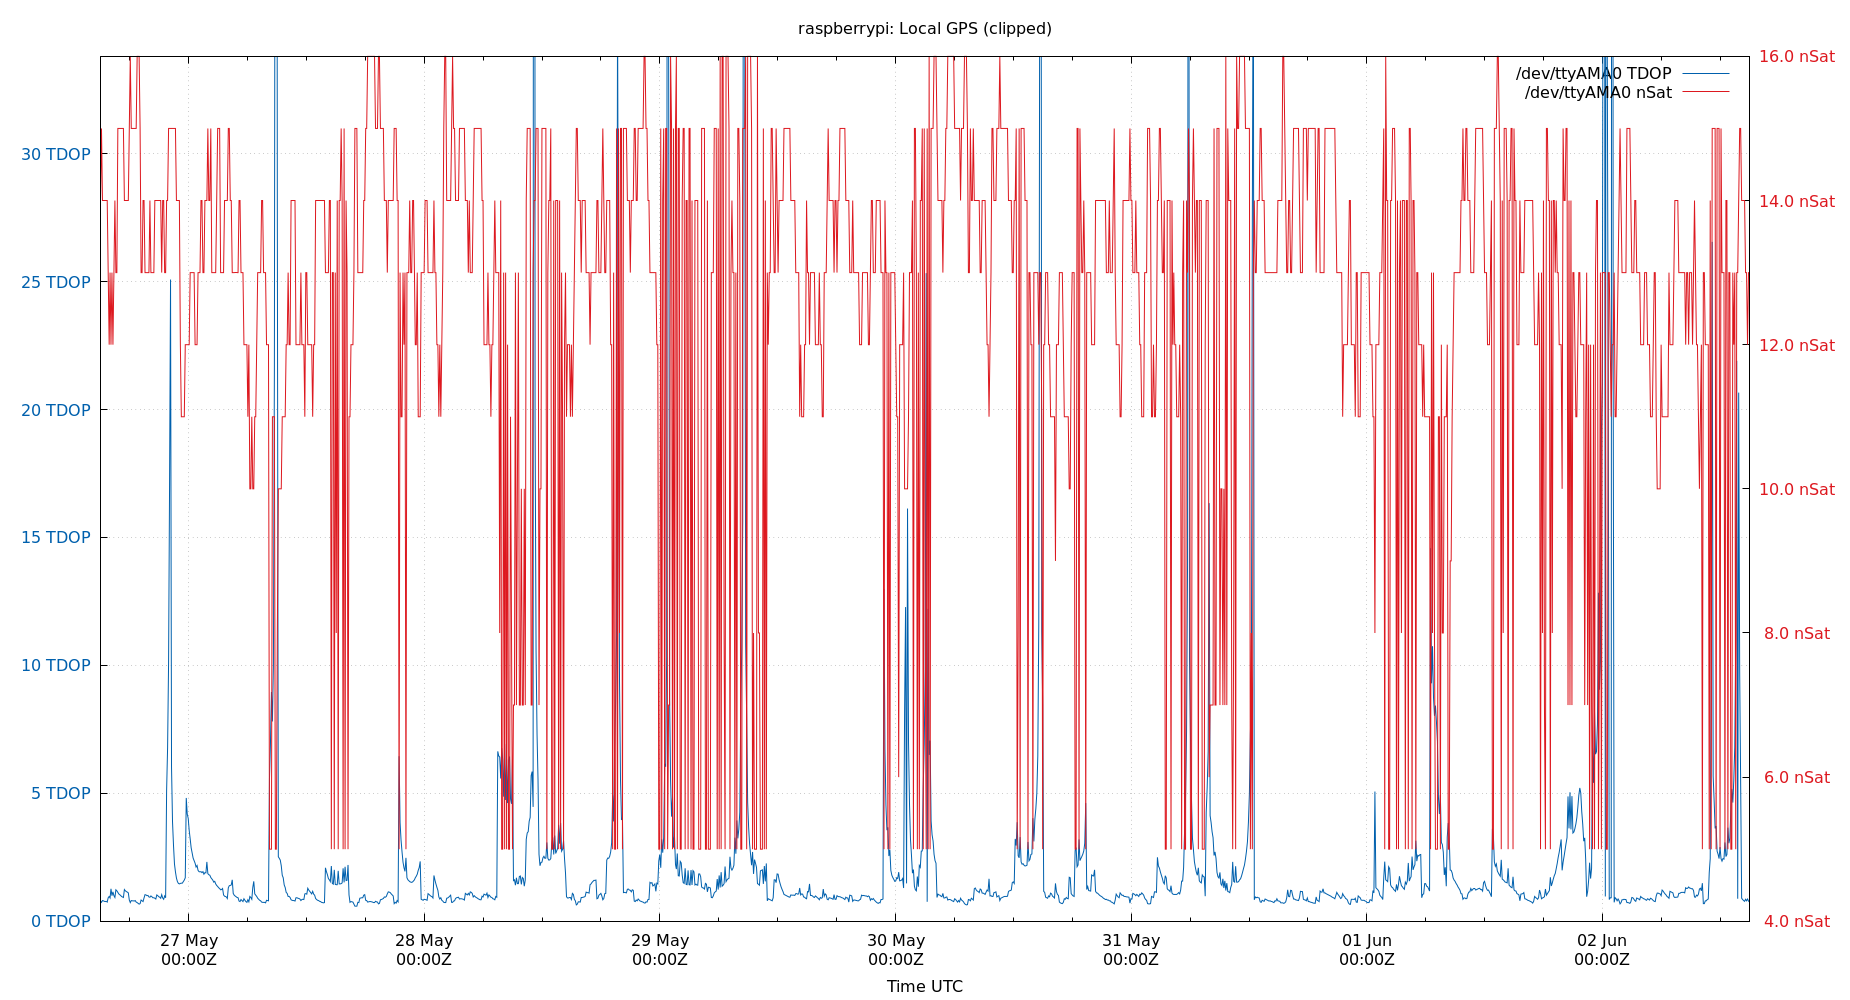 raspberrypi: Local GPS (clipped)
/dev/ttyAMA0 TDOP
/dev/ttyAMA0 nSat
30 TDOP
25 TDOP
20 TDOP
15 TDOP
10 TDOP
5 TDOP
0 TDOP
16.0 nSat
14.0 nSat
12.0 nSat
10.0 nSat
8.0 nSat
6.0 nSat
4.0 nSat
27 May
00:00Z
28 May
00:00Z
29 May
00:00Z
30 May
00:00Z
31 May
00:00Z
01 Jun
00:00Z
02 Jun
00:00Z
Time UTC